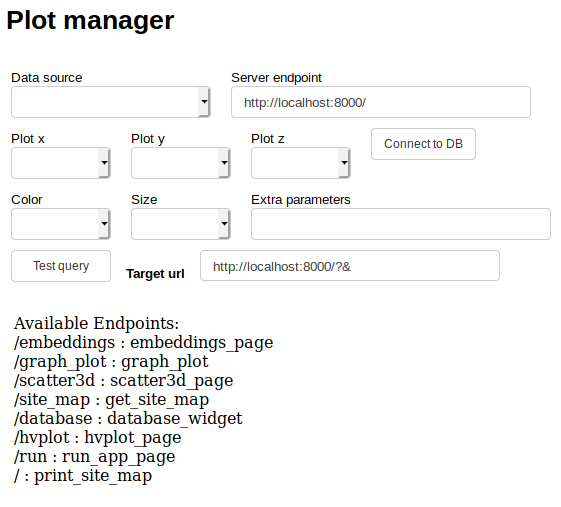 Plot manager
Data source Server endpoint
http://localhost:8000/
Plot x Plot y Plot z
Connect to DB
Color Size Extra parameters
Test query Target url http://localhost:8000/?&
Available Endpoints:
/embeddings : embeddings_page
/graph_plot : graph_plot
/scatter3d : scatter3d_page
/site_map : get_site_map
/database : database_widget
/hvplot : hvplot_page
/run : run_app_page
/ : print_site_map